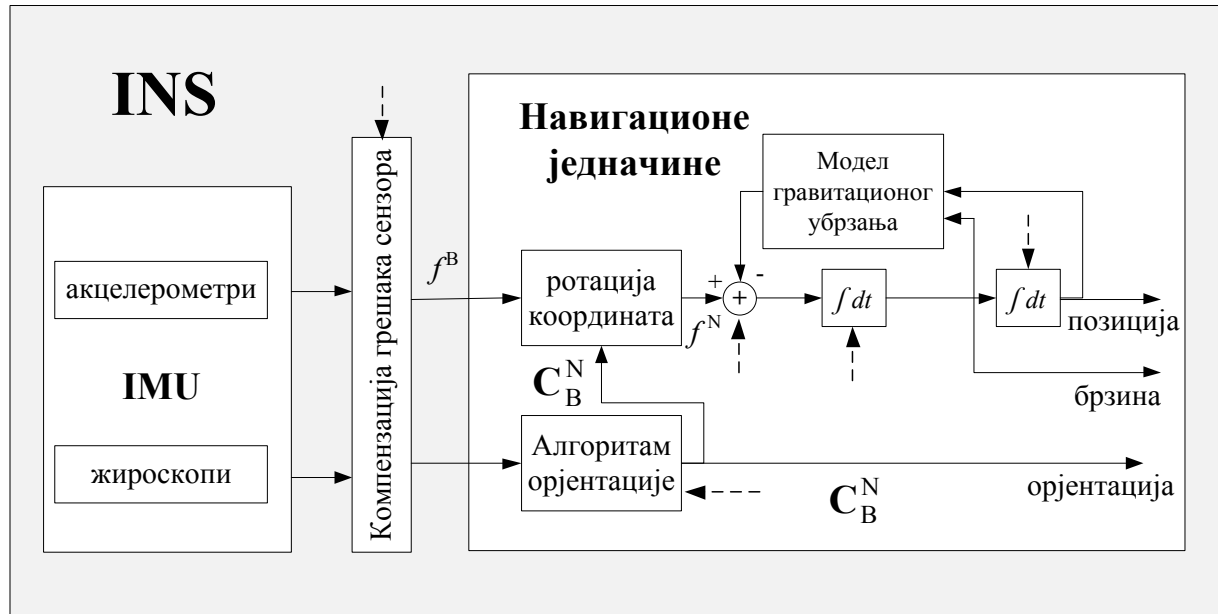 INS
Навигационе
једначине
Модел
гравитационог
убрзања
Компензација грепака сензора
акцелерометри
IMU
жироскопи
f^B
ротација
координата
+
-
+
f^N
∫ dt
∫ dt
позиција
брзина
C_B^N
Алгоритам
орјентације
C_B^N
орјентација